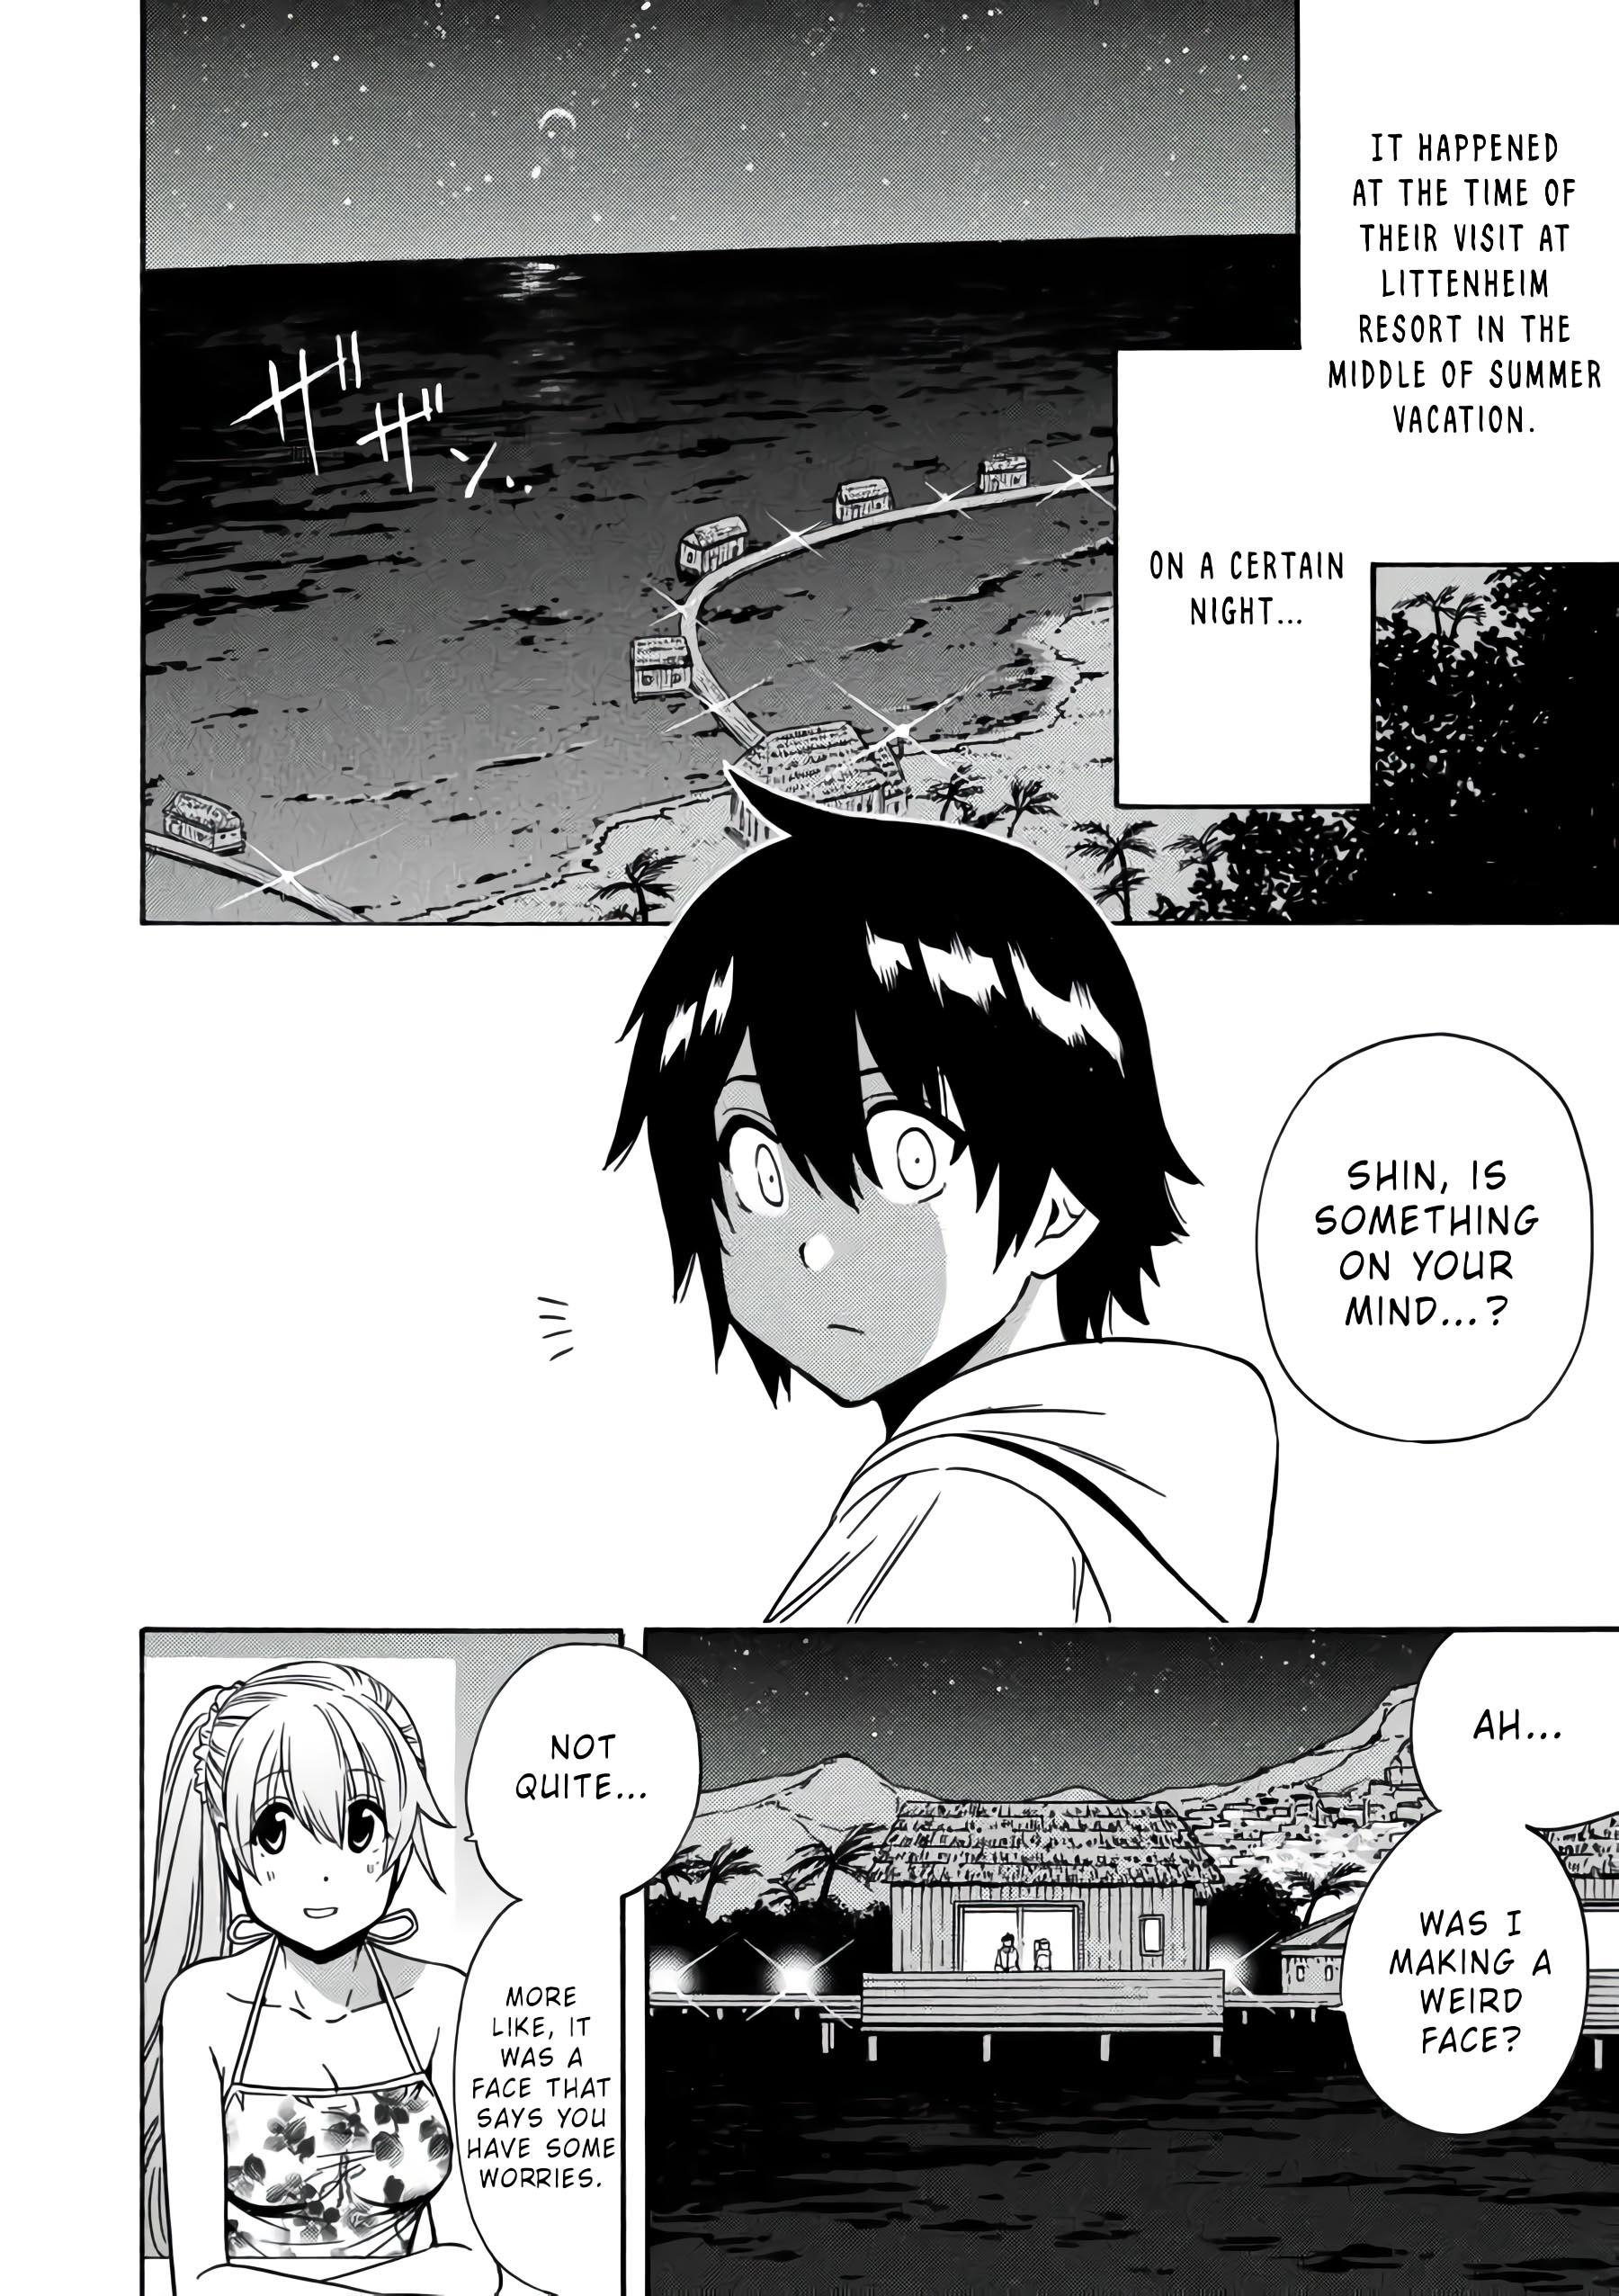 IT HAPPENED
AT THE TIME OF
THEIR VISIT AT
LITTENHEIM
RESORT IN THE
MIDDLE OF SUMMER
VACATION.
ON A CERTAIN
NIGHT...
ザザン..
SHIN, IS
SOMETHING
ON YOUR
MIND...?
AH...
WAS I
MAKING A
WEIRD
FACE?
NOT
QUITE...
MORE
LIKE, IT
WAS A
FACE THAT
SAYS YOU
HAVE SOME
WORRIES.